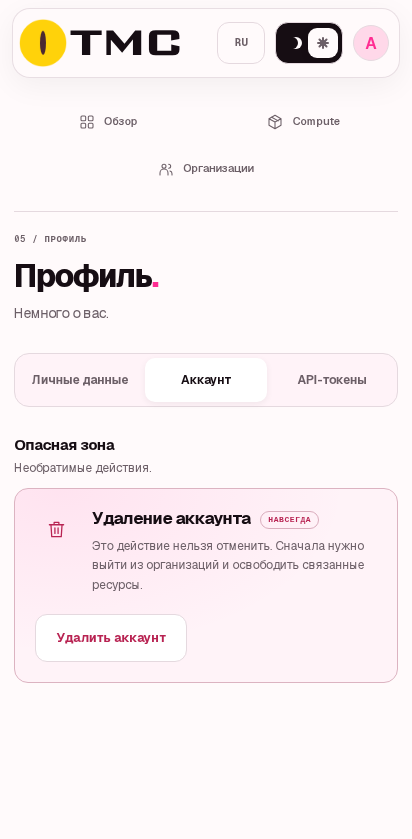 TMC
RU
A
Обзор
Compute
Организации
05 / ПРОФИЛЬ
Профиль.
Немного о вас.
Личные данные
Аккаунт
API-токены
Опасная зона
Необратимые действия.
Удаление аккаунта
НАВСЕГДА
Это действие нельзя отменить. Сначала нужно
выйти из организаций и освободить связанные
ресурсы.
Удалить аккаунт